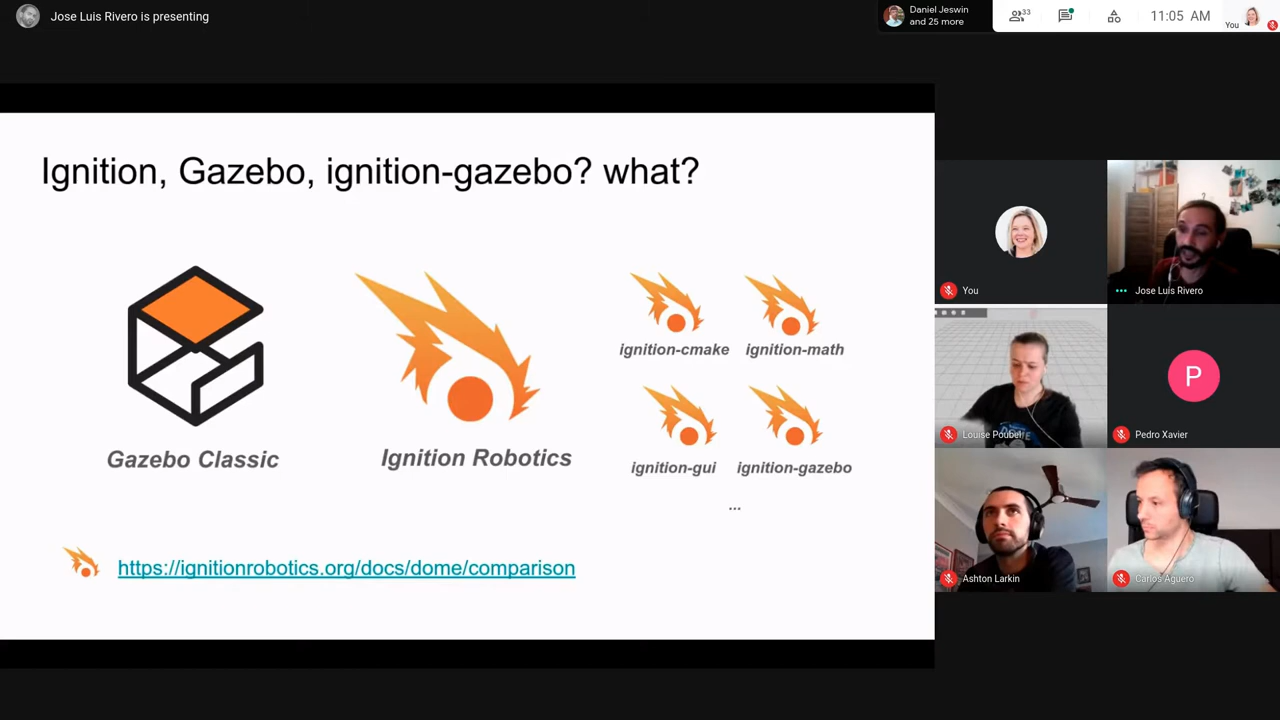 Jose Luis Rivero is presenting
Daniel Jeswin
and 25 more
33
11:05 AM
You
Ignition, Gazebo, ignition-gazebo? what?
ignition-cmake
ignition-math
Gazebo Classic
Ignition Robotics
ignition-gui
ignition-gazebo
...
https://ignitionrobotics.org/docs/dome/comparison
You
Jose Luis Rivero
Louise Poubel
P
Pedro Xavier
Ashton Larkin
Carlos Agüero